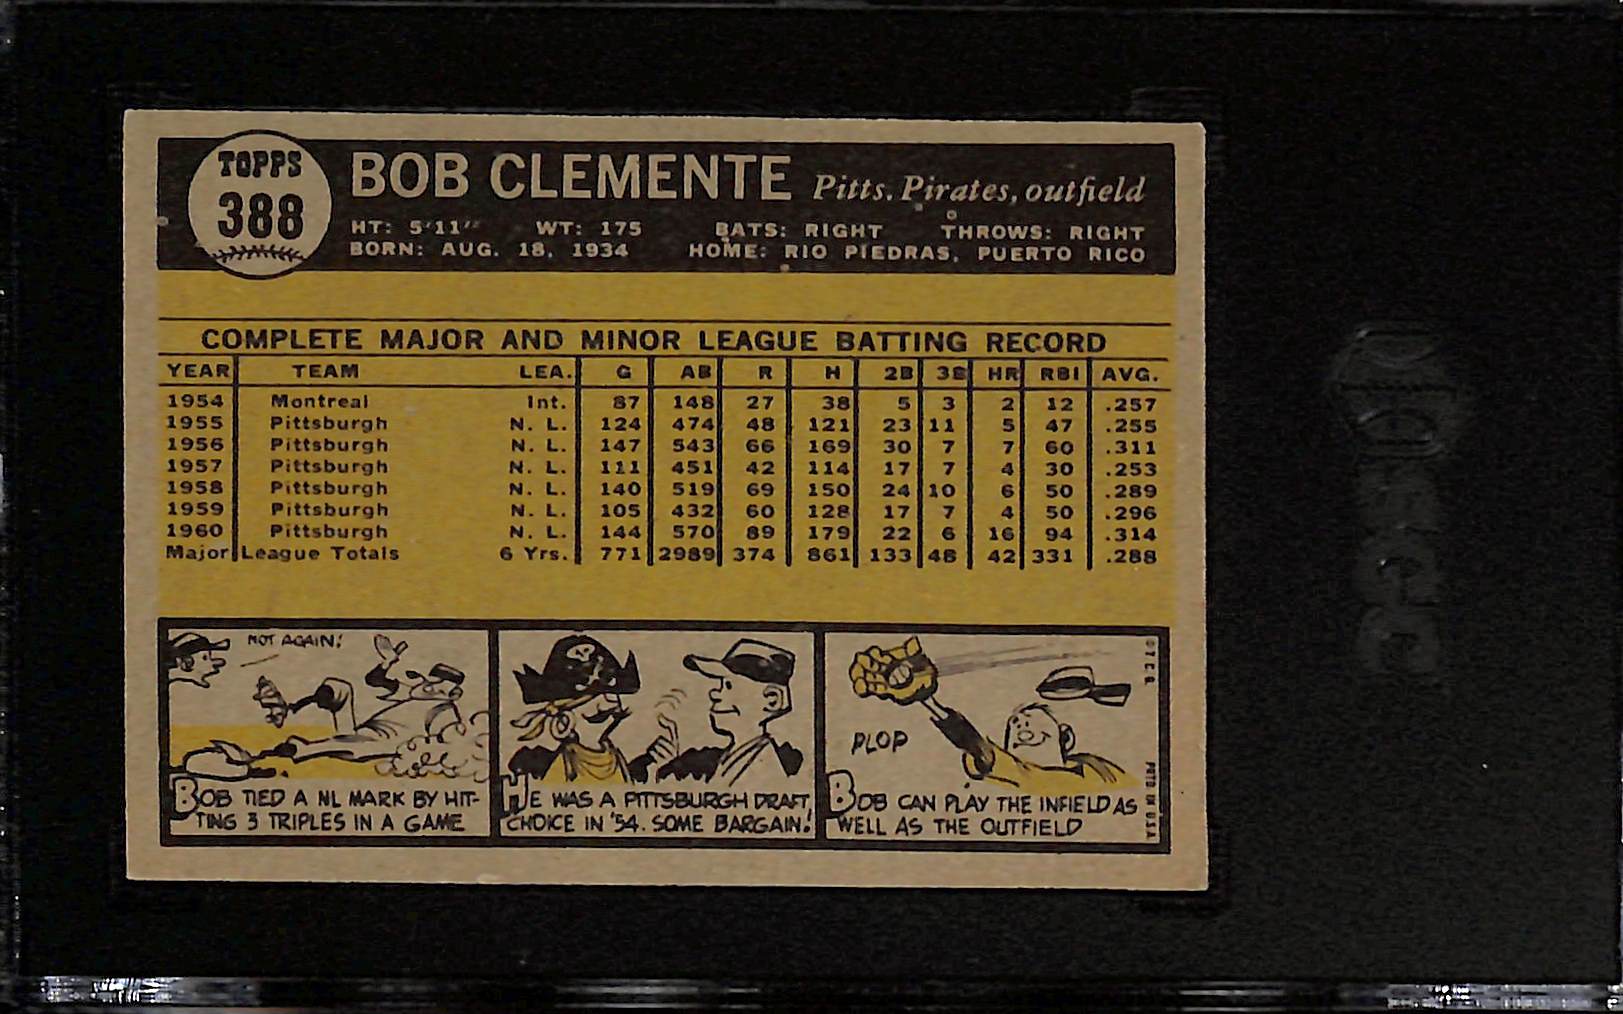 TOPPS
388
BOB CLEMENTE Pitts. Pirates, outfield
HT: 5'11" WT: 175 BATS: RIGHT THROWS: RIGHT
BORN: AUG. 18, 1934 HOME: RIO PIEDRAS, PUERTO RICO
COMPLETE MAJOR AND MINOR LEAGUE BATTING RECORD
YEAR TEAM LEA. G AB R H 2B 3B HR RBI AVG.
1954 Montreal Int. 87 148 27 38 5 3 2 12 .257
1955 Pittsburgh N. L. 124 474 48 121 23 11 5 47 .255
1956 Pittsburgh N. L. 147 543 66 169 30 7 7 60 .311
1957 Pittsburgh N. L. 111 451 42 114 17 7 4 30 .253
1958 Pittsburgh N. L. 140 519 69 150 24 10 6 50 .289
1959 Pittsburgh N. L. 105 432 60 128 17 7 4 50 .296
1960 Pittsburgh N. L. 144 570 89 179 22 6 16 94 .314
Major League Totals 6 Yrs. 771 2989 374 861 133 48 42 331 .288
NOT AGAIN!
BOB TIED A NL MARK BY HIT-
TING 3 TRIPLES IN A GAME
HE WAS A PITTSBURGH DRAFT
CHOICE IN '54. SOME BARGAIN!
PLOP
BOB CAN PLAY THE INFIELD AS
WELL AS THE OUTFIELD
© T.C.G.
PRTD IN U.S.A.
SGC